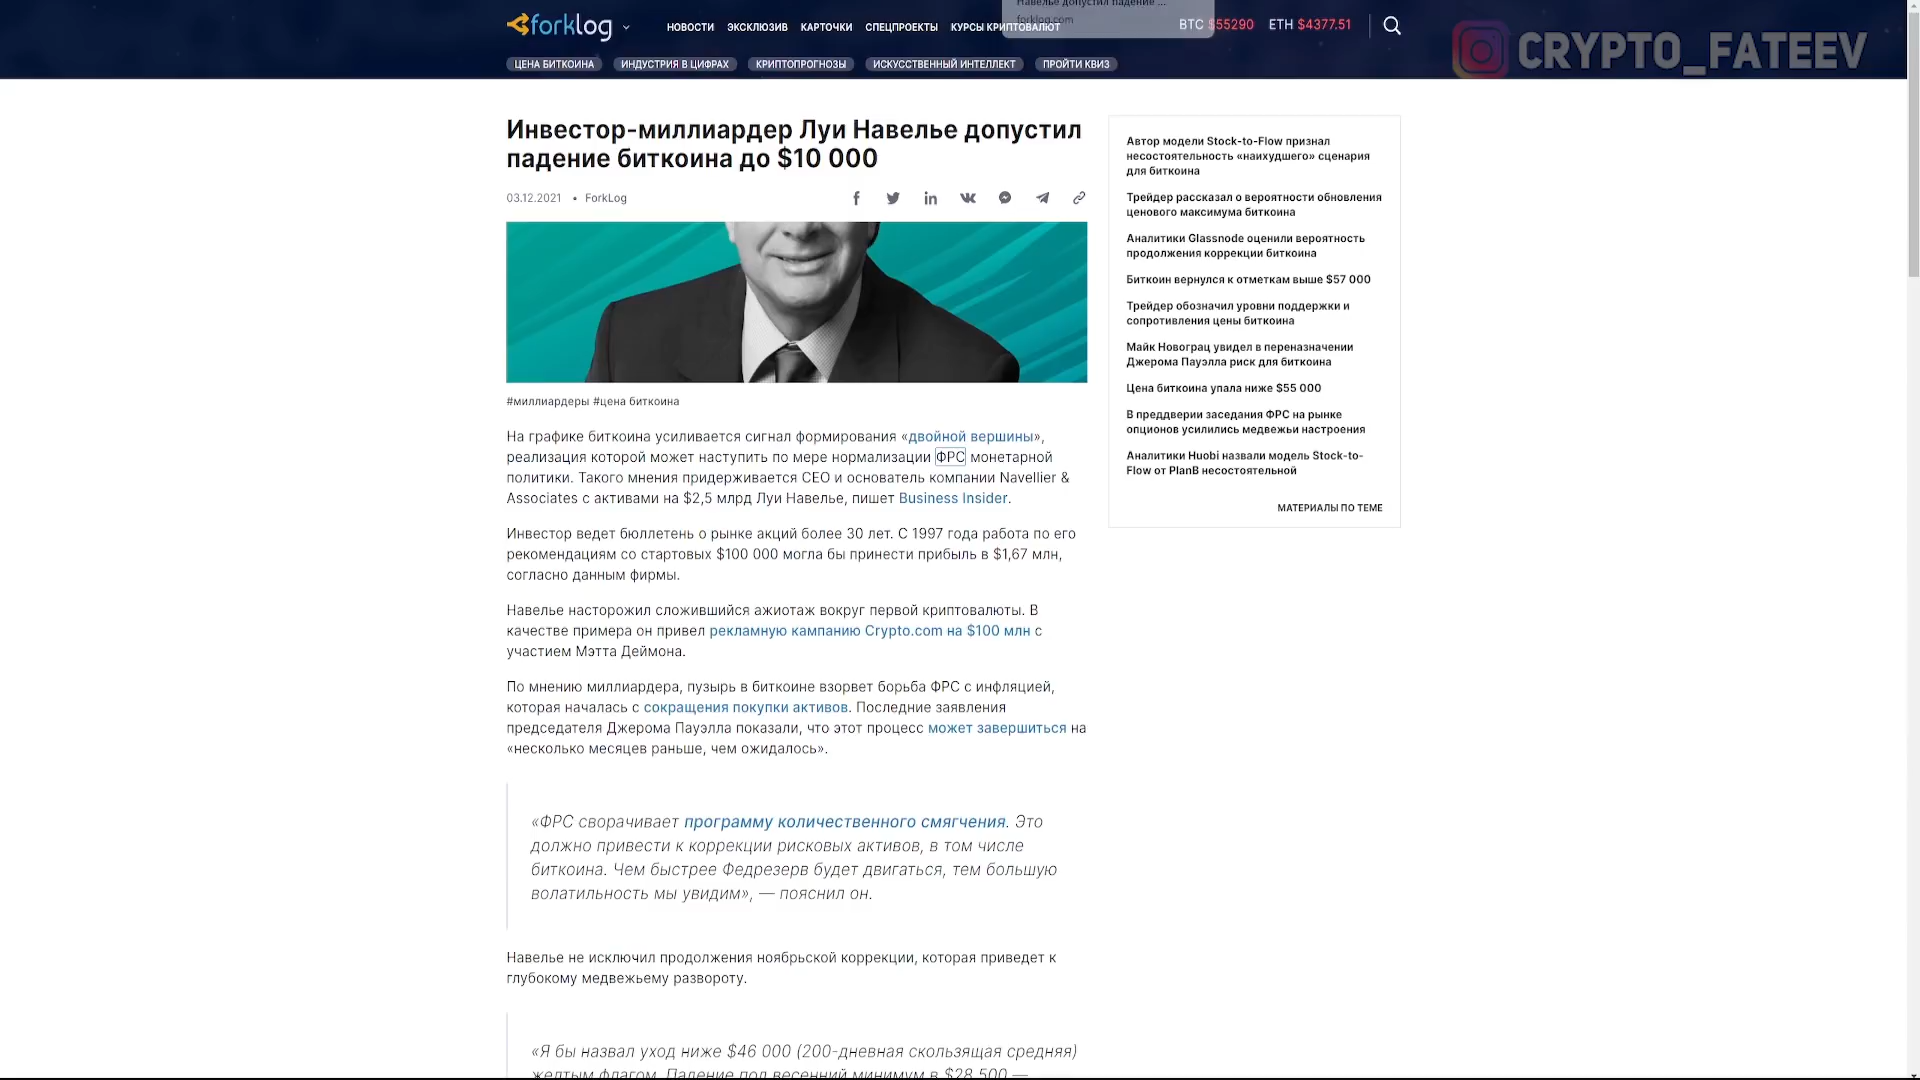 Навелье допустил падение ...
forklog.com
forklog
НОВОСТИ ЭКСКЛЮЗИВ КАРТОЧКИ СПЕЦПРОЕКТЫ КУРСЫ КРИПТОВАЛЮТ
BTC $55290 ETH $4377.51
CRYPTO_FATEEV
ЦЕНА БИТКОИНА ИНДУСТРИЯ В ЦИФРАХ КРИПТОПРОГНОЗЫ ИСКУССТВЕННЫЙ ИНТЕЛЛЕКТ ПРОЙТИ КВИЗ
Инвестор-миллиардер Луи Навелье допустил
падение биткоина до $10 000
03.12.2021 • ForkLog
#миллиардеры #цена биткоина
На графике биткоина усиливается сигнал формирования «двойной вершины»,
реализация которой может наступить по мере нормализации ФРС монетарной
политики. Такого мнения придерживается CEO и основатель компании Navellier &
Associates с активами на $2,5 млрд Луи Навелье, пишет Business Insider.
Инвестор ведет бюллетень о рынке акций более 30 лет. С 1997 года работа по его
рекомендациям со стартовых $100 000 могла бы принести прибыль в $1,67 млн,
согласно данным фирмы.
Навелье насторожил сложившийся ажиотаж вокруг первой криптовалюты. В
качестве примера он привел рекламную кампанию Crypto.com на $100 млн с
участием Мэтта Деймона.
По мнению миллиардера, пузырь в биткоине взорвет борьба ФРС с инфляцией,
которая началась с сокращения покупки активов. Последние заявления
председателя Джерома Пауэлла показали, что этот процесс может завершиться на
«несколько месяцев раньше, чем ожидалось».
«ФРС сворачивает программу количественного смягчения. Это
должно привести к коррекции рисковых активов, в том числе
биткоина. Чем быстрее Федрезерв будет двигаться, тем большую
волатильность мы увидим», — пояснил он.
Навелье не исключил продолжения ноябрьской коррекции, которая приведет к
глубокому медвежьему развороту.
«Я бы назвал уход ниже $46 000 (200-дневная скользящая средняя)
желтым флагом. Падение под весенний минимум в $28 500 —
Автор модели Stock-to-Flow признал
несостоятельность «наихудшего» сценария
для биткоина
Трейдер рассказал о вероятности обновления
ценового максимума биткоина
Аналитики Glassnode оценили вероятность
продолжения коррекции биткоина
Биткоин вернулся к отметкам выше $57 000
Трейдер обозначил уровни поддержки и
сопротивления цены биткоина
Майк Новограц увидел в переназначении
Джерома Пауэлла риск для биткоина
Цена биткоина упала ниже $55 000
В преддверии заседания ФРС на рынке
опционов усилились медвежьи настроения
Аналитики Huobi назвали модель Stock-to-
Flow от PlanB несостоятельной
МАТЕРИАЛЫ ПО ТЕМЕ